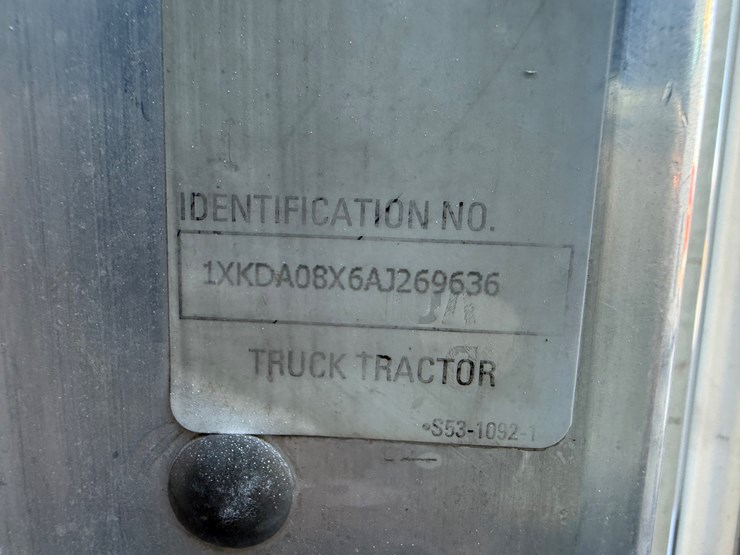 IDENTIFICATION NO.
1XKDA08X6AJ269636
TRUCK TRACTOR
•S53-1092-1